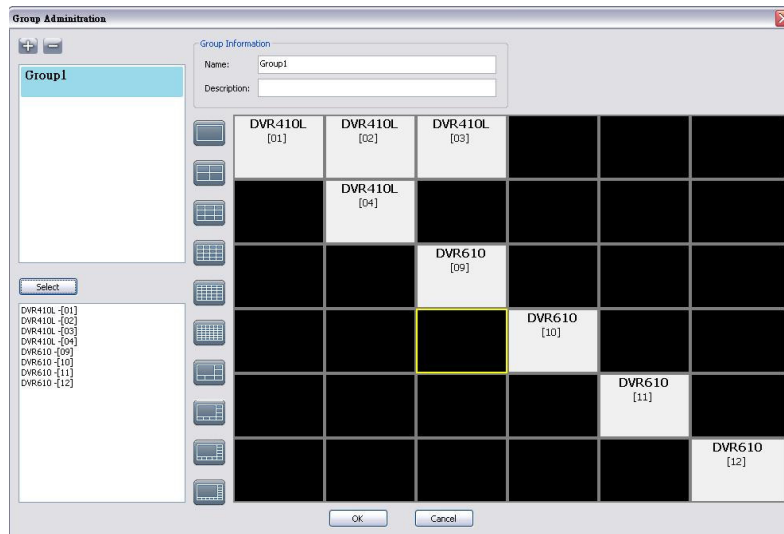 Group Adminitration
Group Information
Name: Group1
Description:
Group1
DVR410L DVR410L DVR410L
[01] [02] [03]
DVR410L
[04]
DVR610
[09]
DVR610
[10]
DVR610
[11]
DVR610
[12]
Select
DVR410L -[01]
DVR410L -[02]
DVR410L -[03]
DVR410L -[04]
DVR610 -[09]
DVR610 -[10]
DVR610 -[11]
DVR610 -[12]
OK Cancel